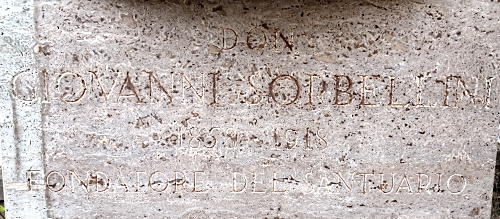 DON
GIOVANNI SORBELLINI
1918
FONDATORE DEL SANTUARIO